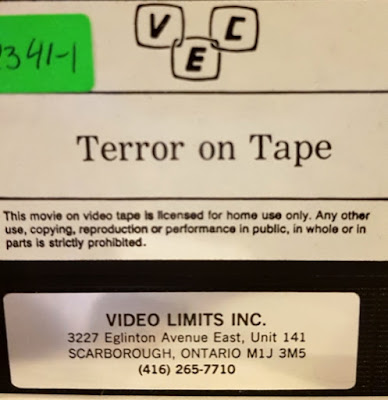 V E C
2341-1
Terror on Tape
This movie on video tape is licensed for home use only. Any other
use, copying, reproduction or performance in public, in whole or in
parts is strictly prohibited.
VIDEO LIMITS INC.
3227 Eglinton Avenue East, Unit 141
SCARBOROUGH, ONTARIO M1J 3M5
(416) 265-7710